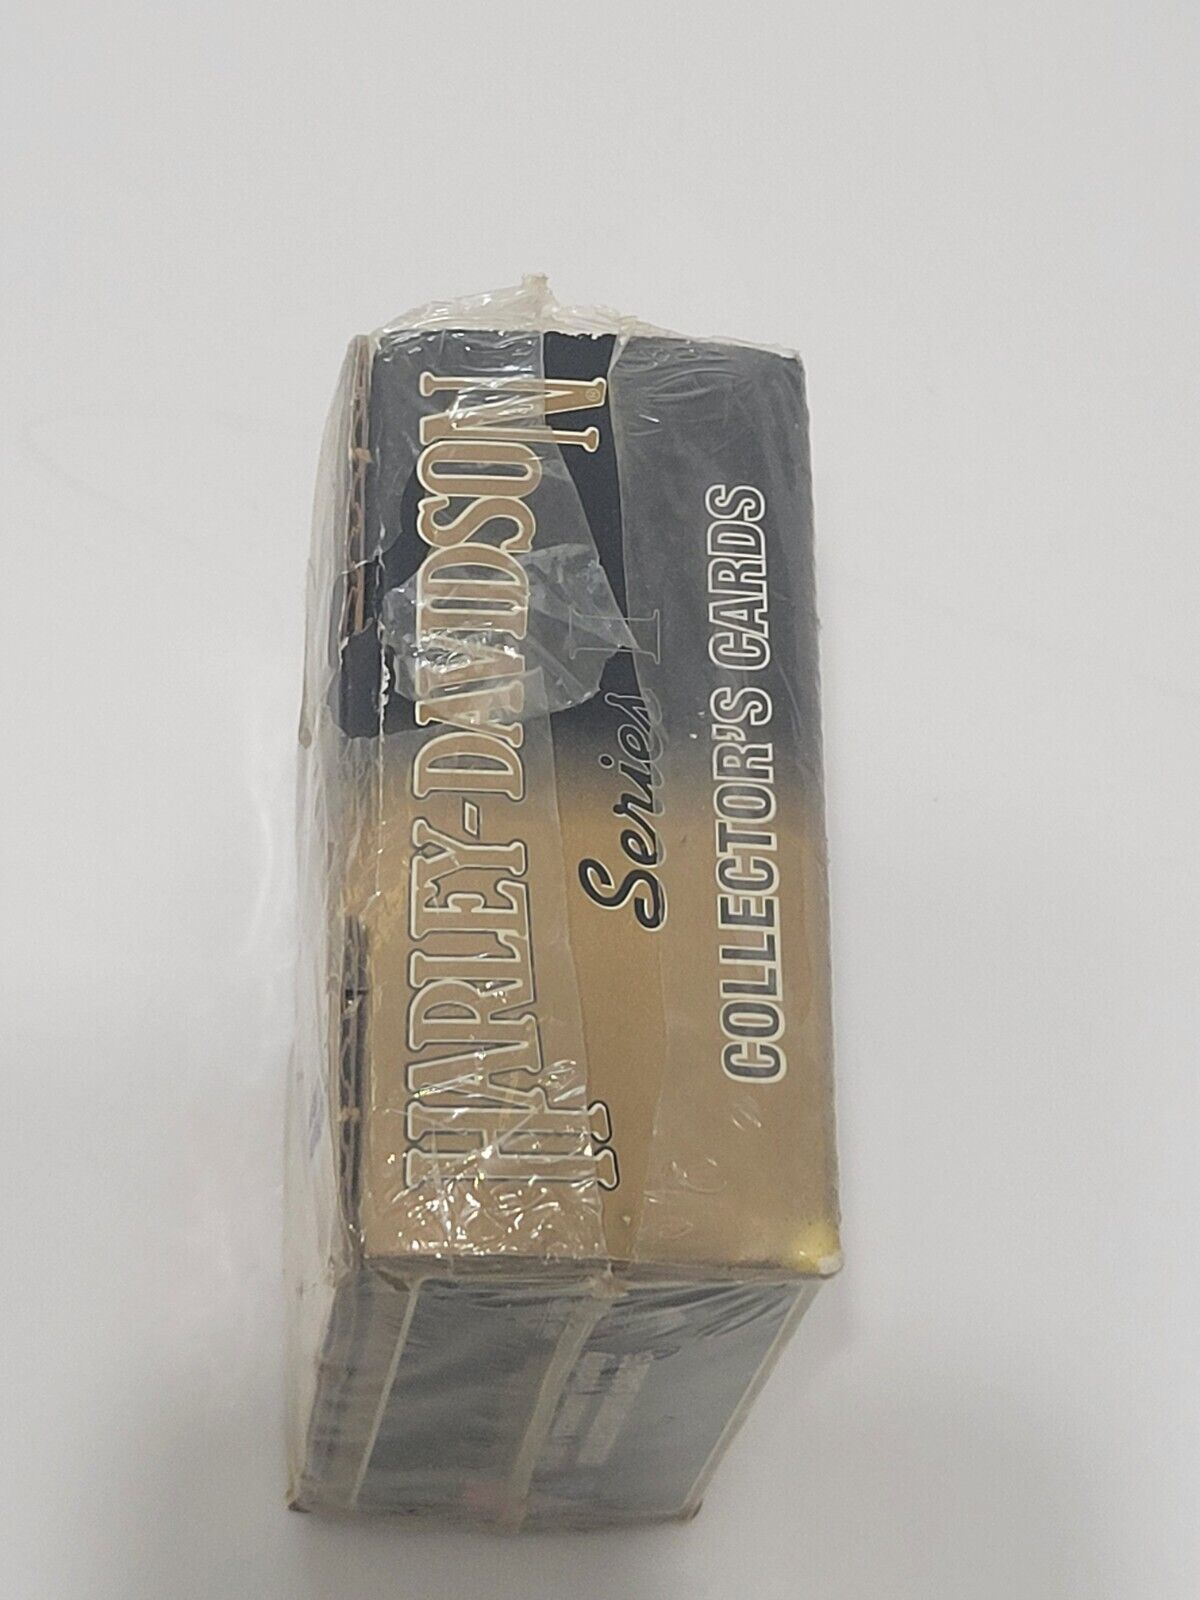 HARLEY-DAVIDSON®
Series I
COLLECTOR'S CARDS